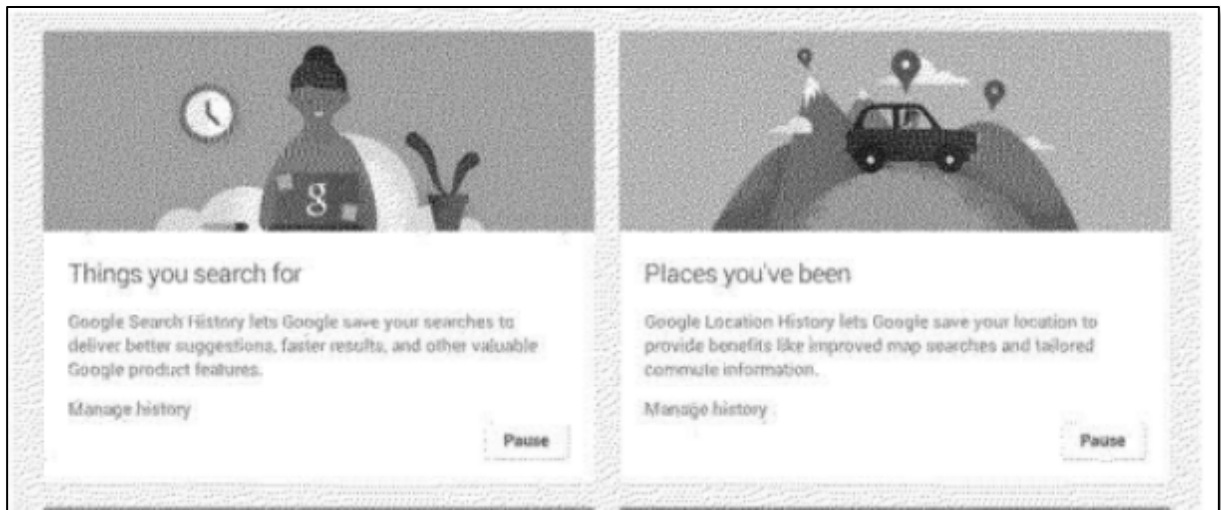 g
Things you search for
Google Search History lets Google save your searches to
deliver better suggestions, faster results, and other valuable
Google product features.
Manage history
Pause
Places you've been
Google Location History lets Google save your location to
provide benefits like improved map searches and tailored
commute information.
Manage history
Pause